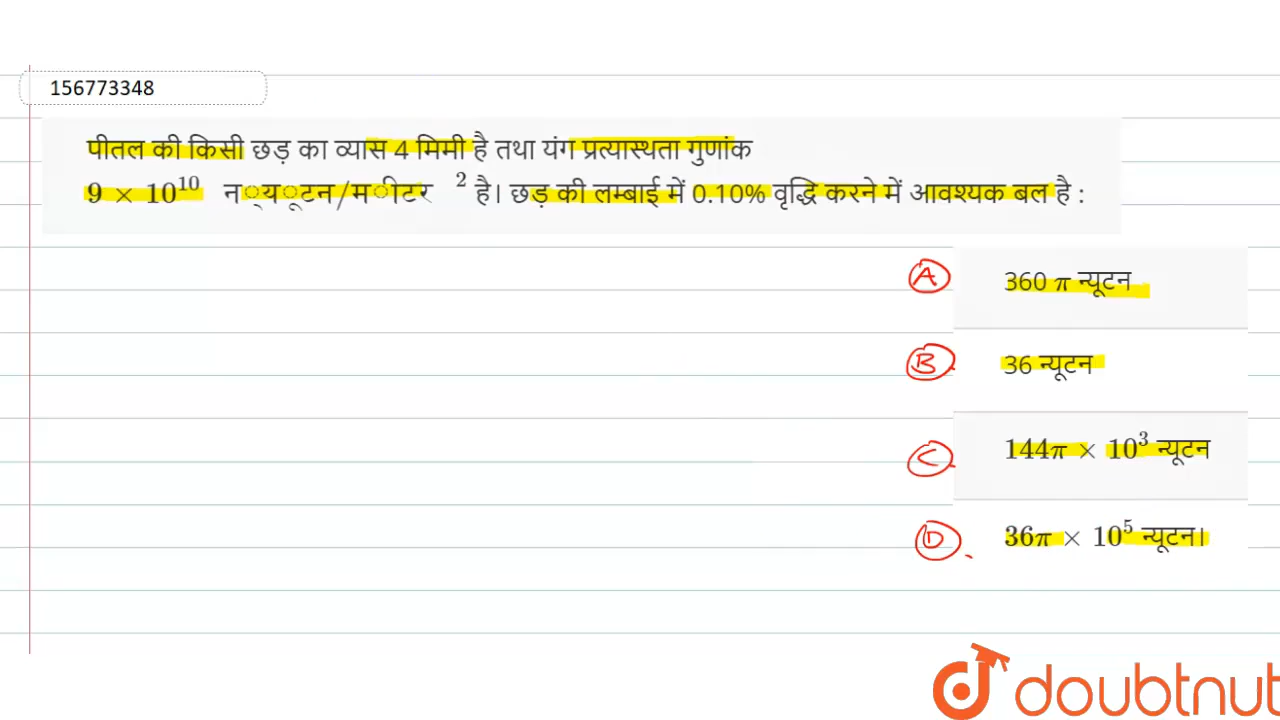 156773348
पीतल की किसी छड़ का व्यास 4 मिमी है तथा यंग प्रत्यास्थता गुणांक
9 × 10^10 न्यूटन/मीटर ^2 है। छड़ की लम्बाई में 0.10% वृद्धि करने में आवश्यक बल है :
A 360 π न्यूटन
B 36 न्यूटन
C 144π × 10^3 न्यूटन
D 36π × 10^5 न्यूटन।
doubtnut